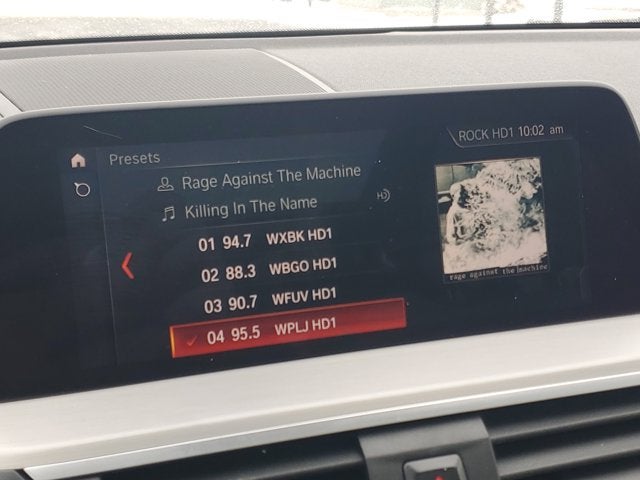 ROCK HD1 10:02 am
Presets
Rage Against The Machine
Killing In The Name
HD
01 94.7 WXBK HD1
02 88.3 WBGO HD1
03 90.7 WFUV HD1
04 95.5 WPLJ HD1
rage against the machine